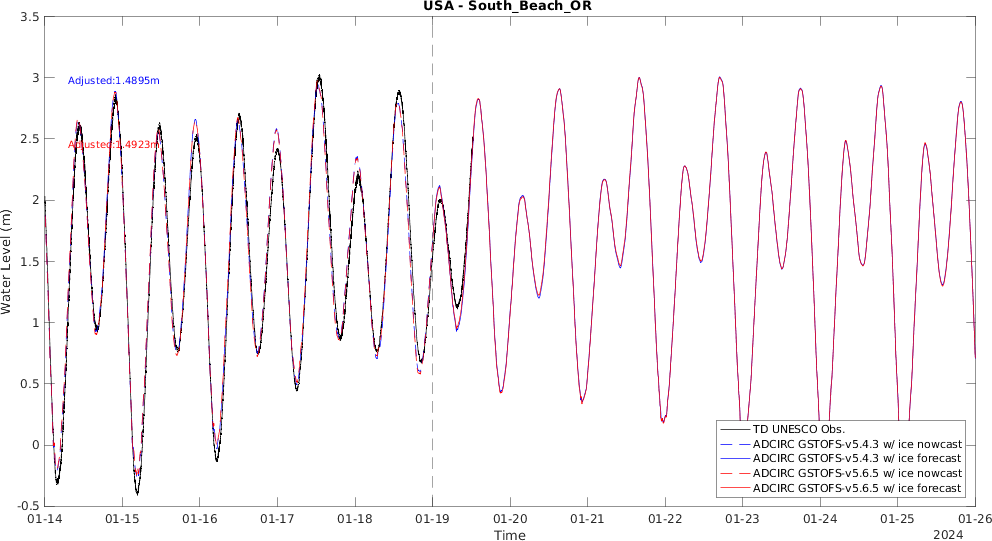 USA - South_Beach_OR
3.5
3
2.5
2
1.5
1
0.5
0
-0.5
Water Level (m)
Adjusted:1.4895m
Adjusted:1.4923m
TD UNESCO Obs.
ADCIRC GSTOFS-v5.4.3 w/ ice nowcast
ADCIRC GSTOFS-v5.4.3 w/ ice forecast
ADCIRC GSTOFS-v5.6.5 w/ ice nowcast
ADCIRC GSTOFS-v5.6.5 w/ ice forecast
01-14 01-15 01-16 01-17 01-18 01-19 01-20 01-21 01-22 01-23 01-24 01-25 01-26
Time
2024